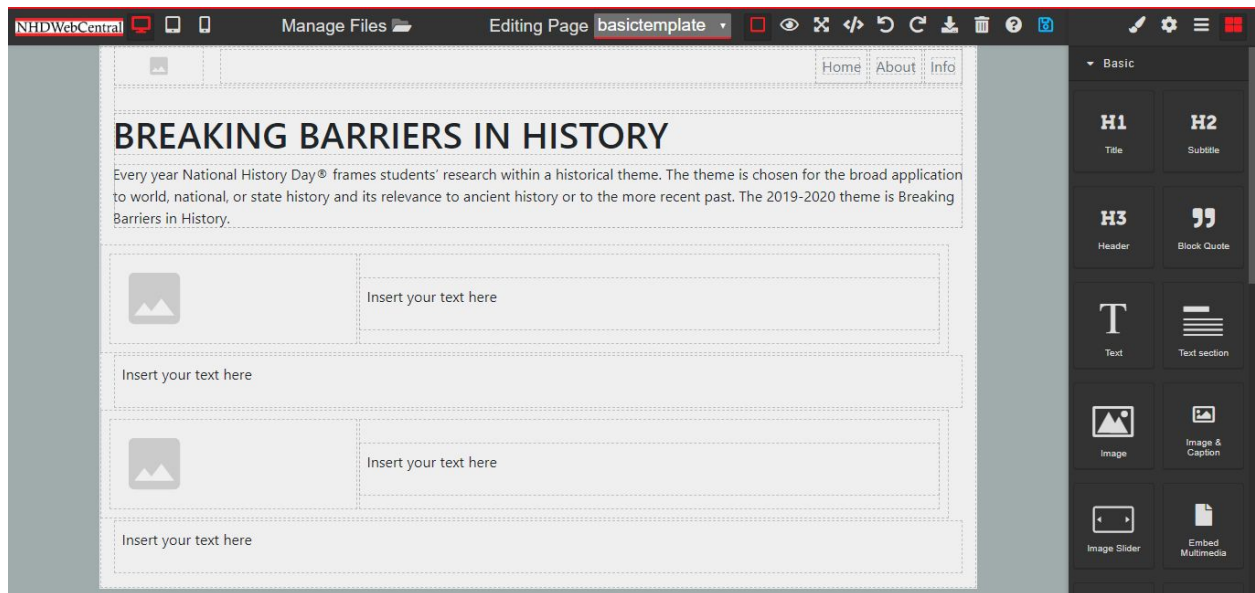 NHDWebCentral Manage Files Editing Page basictemplate
Home About Info
BREAKING BARRIERS IN HISTORY
Every year National History Day® frames students’ research within a historical theme. The theme is chosen for the broad application
to world, national, or state history and its relevance to ancient history or to the more recent past. The 2019-2020 theme is Breaking
Barriers in History.
Insert your text here
Insert your text here
Insert your text here
Insert your text here
Basic
H1 H2
Title Subtitle
H3
Header Block Quote
T
Text Text section
Image Image &
Caption
Image Slider Embed
Multimedia